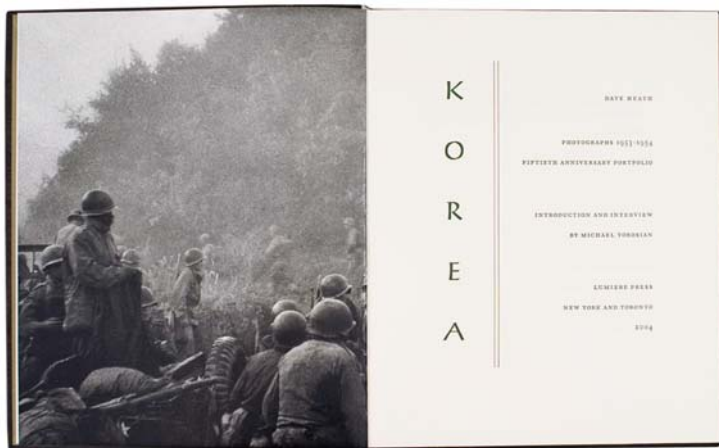 KOREA
DAVE HEATH
PHOTOGRAPHS 1953-1954
FIFTIETH ANNIVERSARY PORTFOLIO
INTRODUCTION AND INTERVIEW
BY MICHAEL TOROSIAN
LUMIERE PRESS
NEW YORK AND TORONTO
2004